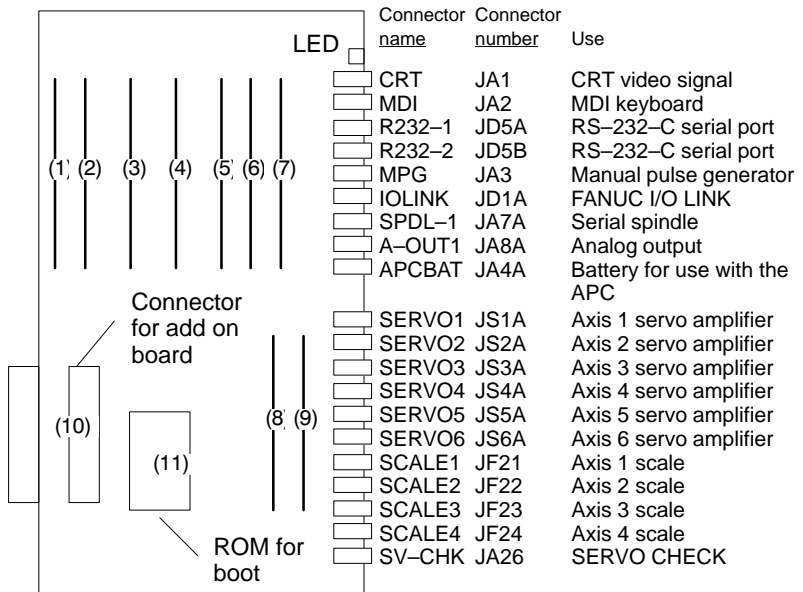 Connector Connector
LED name number Use
CRT JA1 CRT video signal
MDI JA2 MDI keyboard
R232–1 JD5A RS–232–C serial port
R232–2 JD5B RS–232–C serial port
(1) (2) (3) (4) (5) (6) (7) MPG JA3 Manual pulse generator
IOLINK JD1A FANUC I/O LINK
SPDL–1 JA7A Serial spindle
A–OUT1 JA8A Analog output
APCBAT JA4A Battery for use with the
APC
Connector
for add on
board
SERVO1 JS1A Axis 1 servo amplifier
SERVO2 JS2A Axis 2 servo amplifier
SERVO3 JS3A Axis 3 servo amplifier
SERVO4 JS4A Axis 4 servo amplifier
(10) (8) (9) SERVO5 JS5A Axis 5 servo amplifier
SERVO6 JS6A Axis 6 servo amplifier
(11) SCALE1 JF21 Axis 1 scale
SCALE2 JF22 Axis 2 scale
SCALE3 JF23 Axis 3 scale
SCALE4 JF24 Axis 4 scale
SV–CHK JA26 SERVO CHECK
ROM for
boot